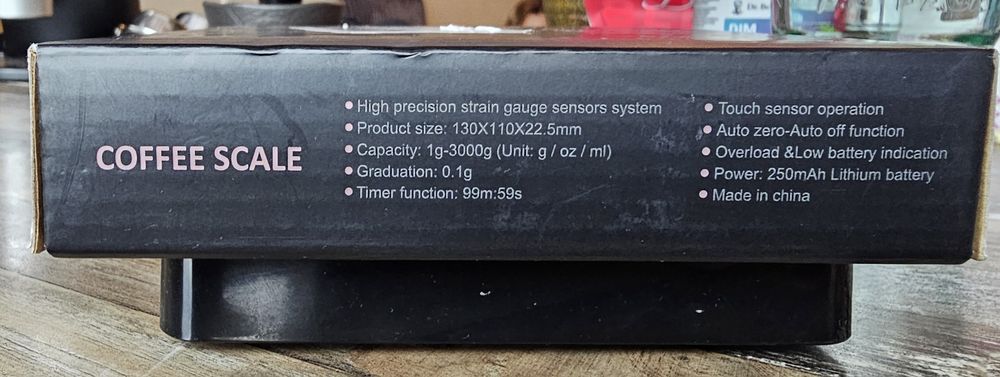 COFFEE SCALE
• High precision strain gauge sensors system
• Product size: 130X110X22.5mm
• Capacity: 1g-3000g (Unit: g / oz / ml)
• Graduation: 0.1g
• Timer function: 99m:59s
• Touch sensor operation
• Auto zero-Auto off function
• Overload &Low battery indication
• Power: 250mAh Lithium battery
• Made in china
DIM